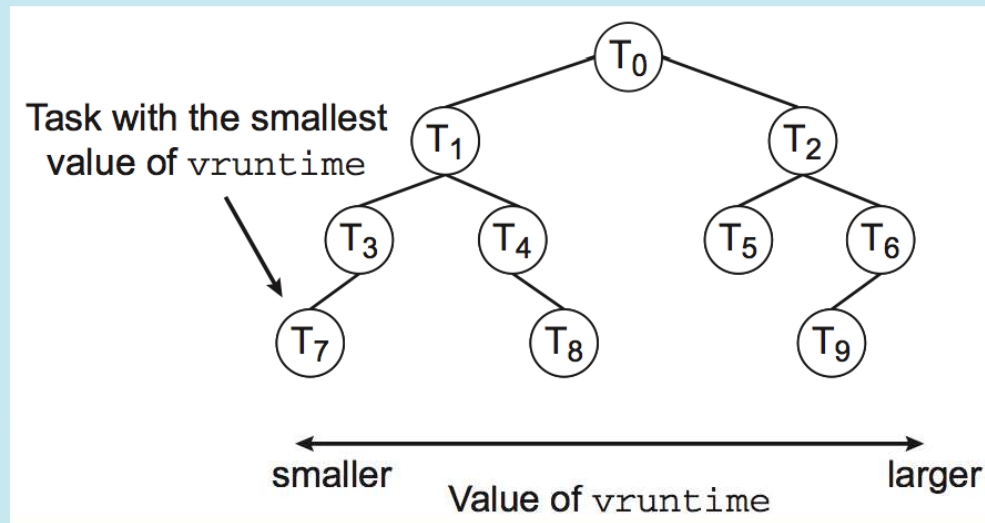 T₀
Task with the smallest
value of vruntime
T₁
T₂
T₃
T₄
T₅
T₆
T₇
T₈
T₉
smaller
larger
Value of vruntime